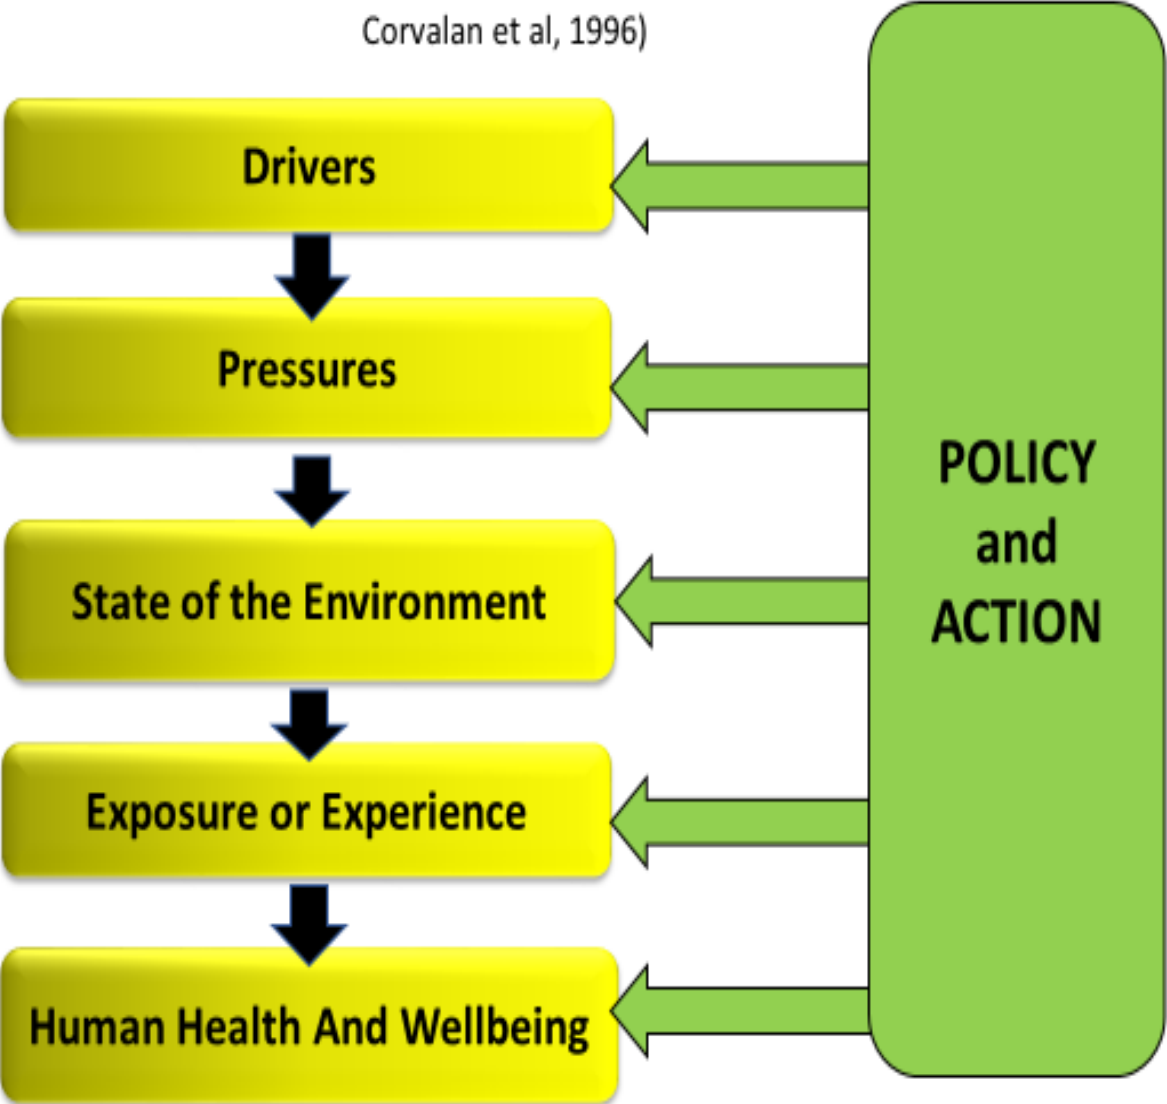 Corvalan et al, 1996)
Drivers
Pressures
State of the Environment
Exposure or Experience
Human Health And Wellbeing
POLICY
and
ACTION